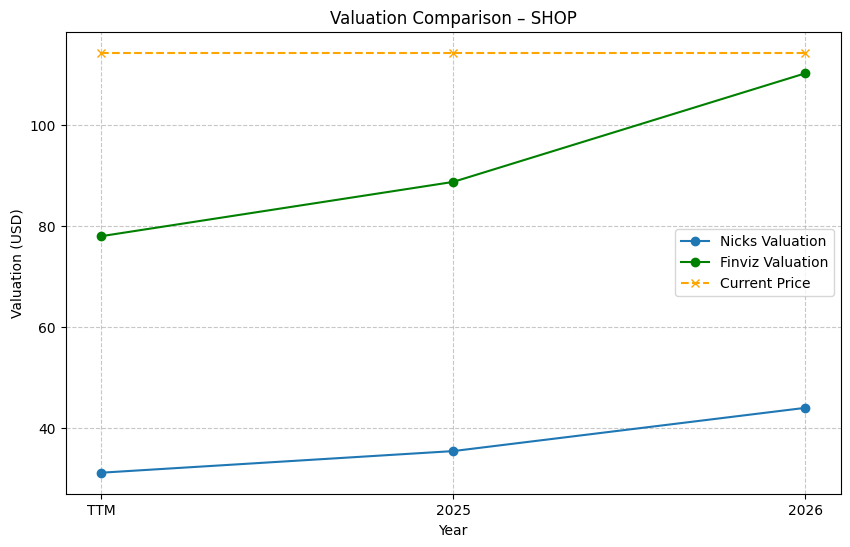 Valuation Comparison – SHOP
Valuation (USD)
100
80
60
40
Nicks Valuation
Finviz Valuation
Current Price
TTM
2025
2026
Year